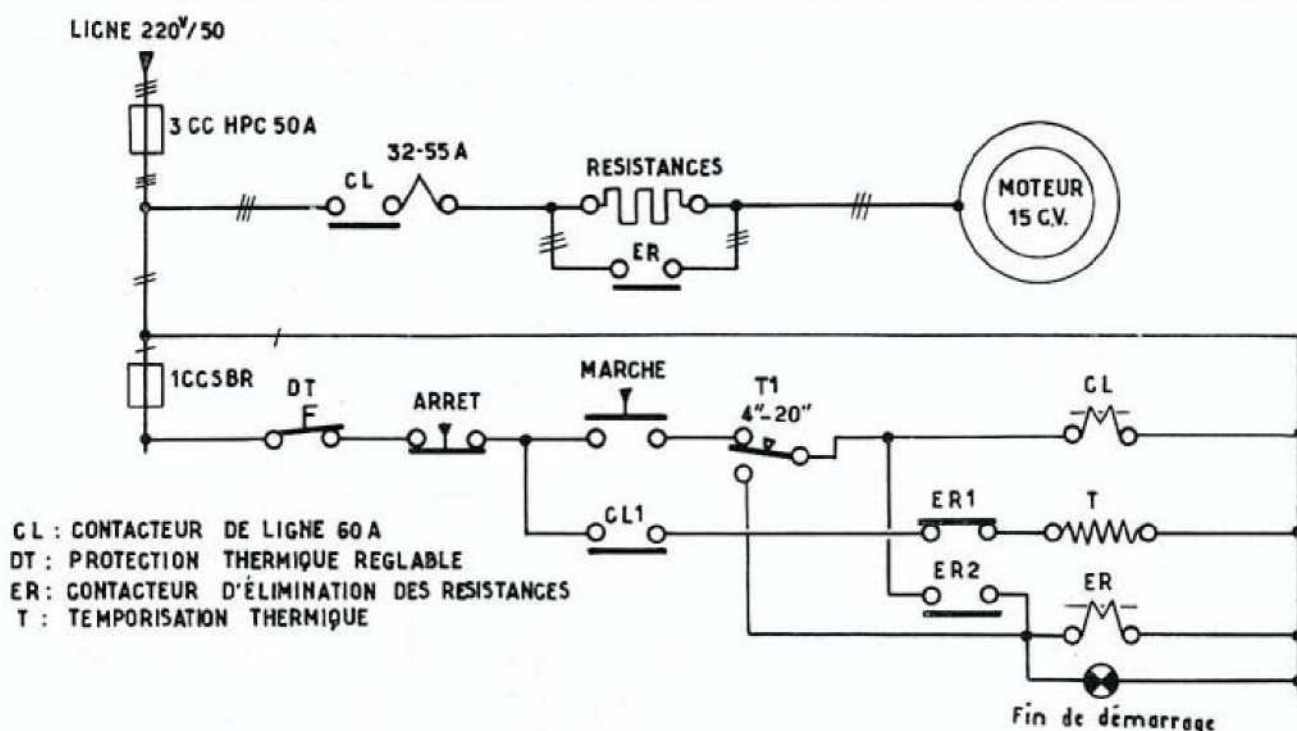 LIGNE 220V/50
3 CC HPC 50A
32-55A
CL
RESISTANCES
MOTEUR
15 C.V.
ER
1CC5BR
DT
ARRET
MARCHE
T1
4"-20"
CL
CL1
ER1
T
ER2
ER
CL : CONTACTEUR DE LIGNE 60A
DT : PROTECTION THERMIQUE REGLABLE
ER : CONTACTEUR D'ÉLIMINATION DES RESISTANCES
T : TEMPORISATION THERMIQUE
Fin de démarrage